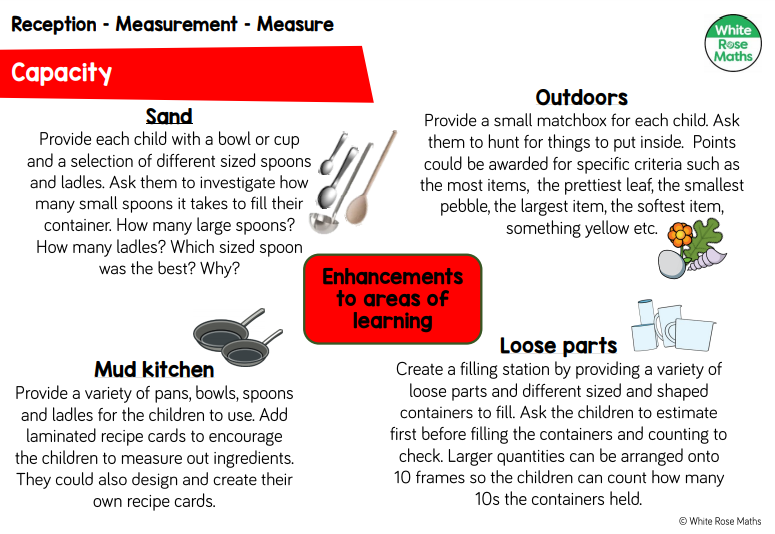 Reception - Measurement - Measure
White
Rose
Maths
Capacity
Sand
Provide each child with a bowl or cup
and a selection of different sized spoons
and ladles. Ask them to investigate how
many small spoons it takes to fill their
container. How many large spoons?
How many ladles? Which sized spoon
was the best? Why?
Outdoors
Provide a small matchbox for each child. Ask
them to hunt for things to put inside.  Points
could be awarded for specific criteria such as
the most items,  the prettiest leaf, the smallest
pebble, the largest item, the softest item,
something yellow etc.
Enhancements
to areas of
learning
Mud kitchen
Provide a variety of pans, bowls, spoons
and ladles for the children to use. Add
laminated recipe cards to encourage
the children to measure out ingredients.
They could also design and create their
own recipe cards.
Loose parts
Create a filling station by providing a variety of
loose parts and different sized and shaped
containers to fill. Ask the children to estimate
first before filling the containers and counting to
check. Larger quantities can be arranged onto
10 frames so the children can count how many
10s the containers held.
© White Rose Maths